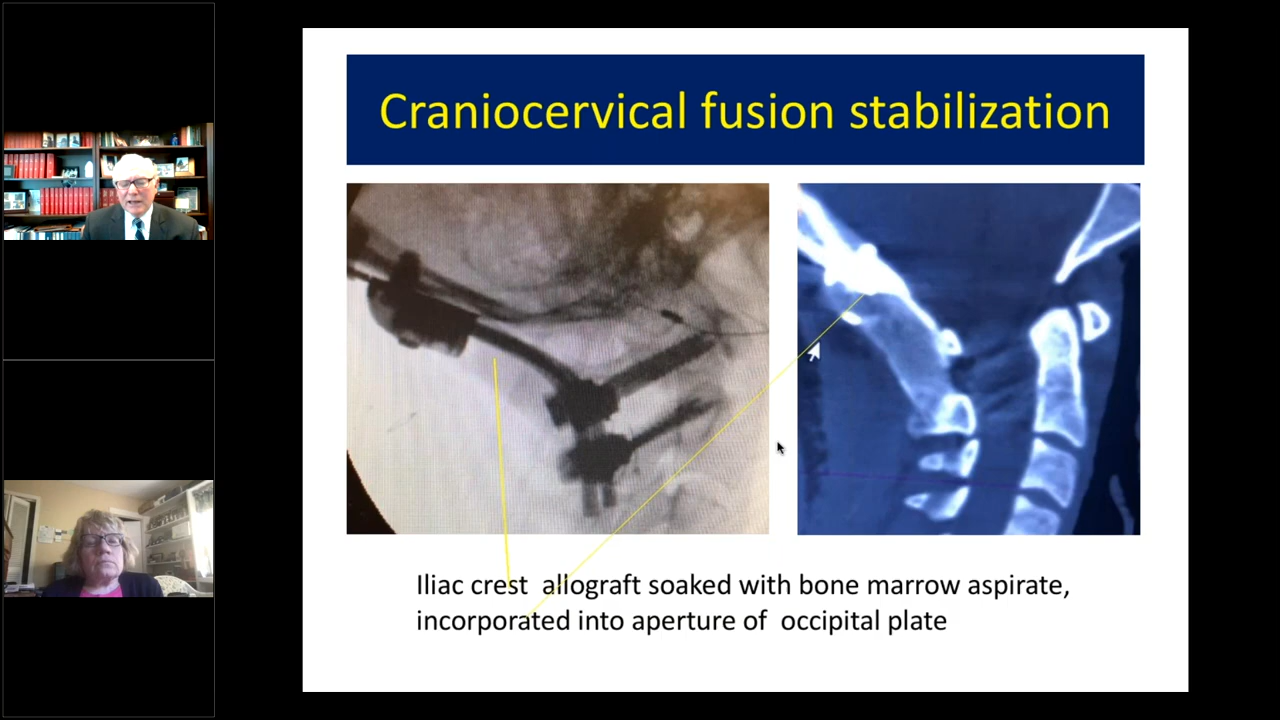 Craniocervical fusion stabilization
Iliac crest allograft soaked with bone marrow aspirate,
incorporated into aperture of occipital plate